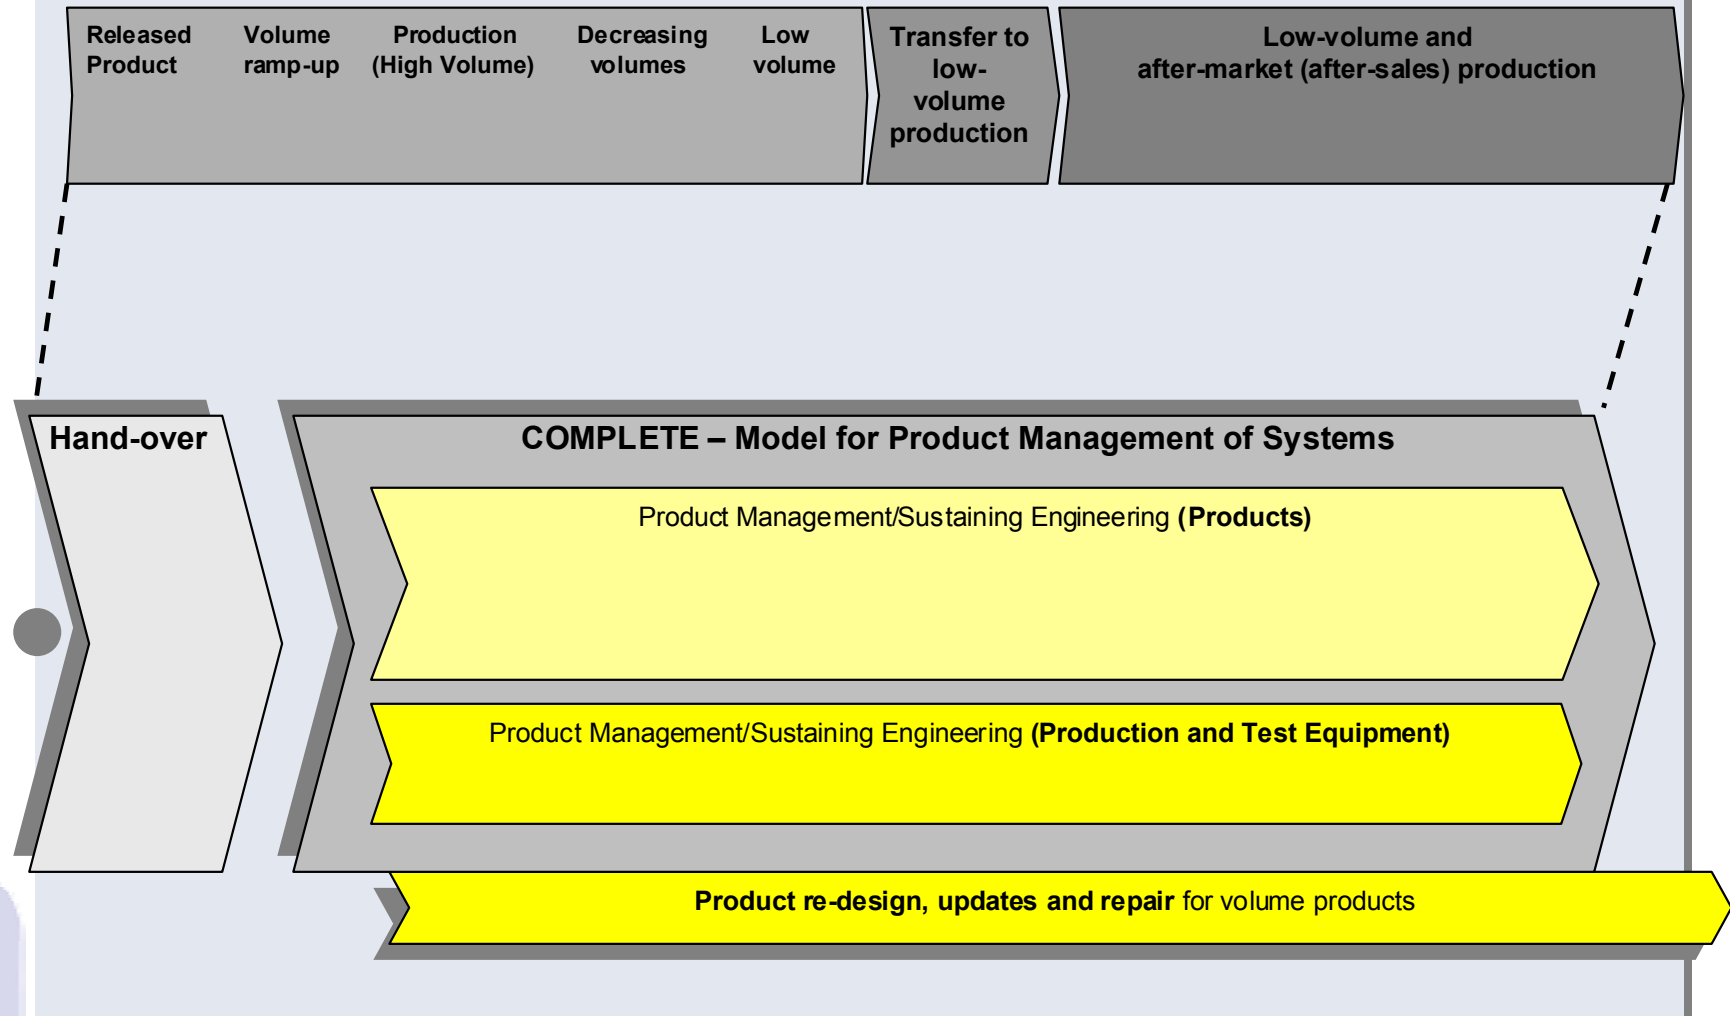 Released Product
Volume ramp-up
Production (High Volume)
Decreasing volumes
Low volume
Transfer to
low-
volume
production
Low-volume and
after-market (after-sales) production
Hand-over
COMPLETE – Model for Product Management of Systems
Product Management/Sustaining Engineering (Products)
Product Management/Sustaining Engineering (Production and Test Equipment)
Product re-design, updates and repair for volume products